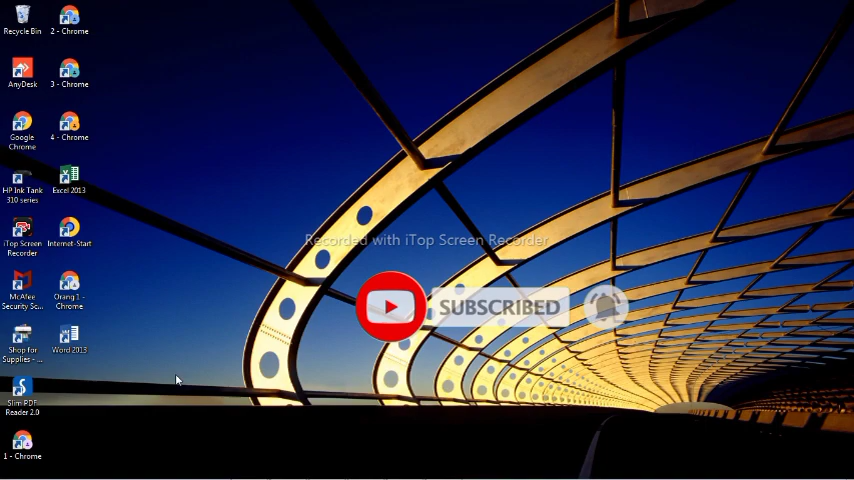 Recycle Bin
2 - Chrome
AnyDesk
3 - Chrome
Google
Chrome
4 - Chrome
HP Ink Tank
310 series
Excel 2013
iTop Screen
Recorder
Internet-Start
McAfee
Security Sc...
Orang 1 -
Chrome
Shop for
Supplies - ...
Word 2013
Slim PDF
Reader 2.0
1 - Chrome
Recorded with iTop Screen Recorder
SUBSCRIBED